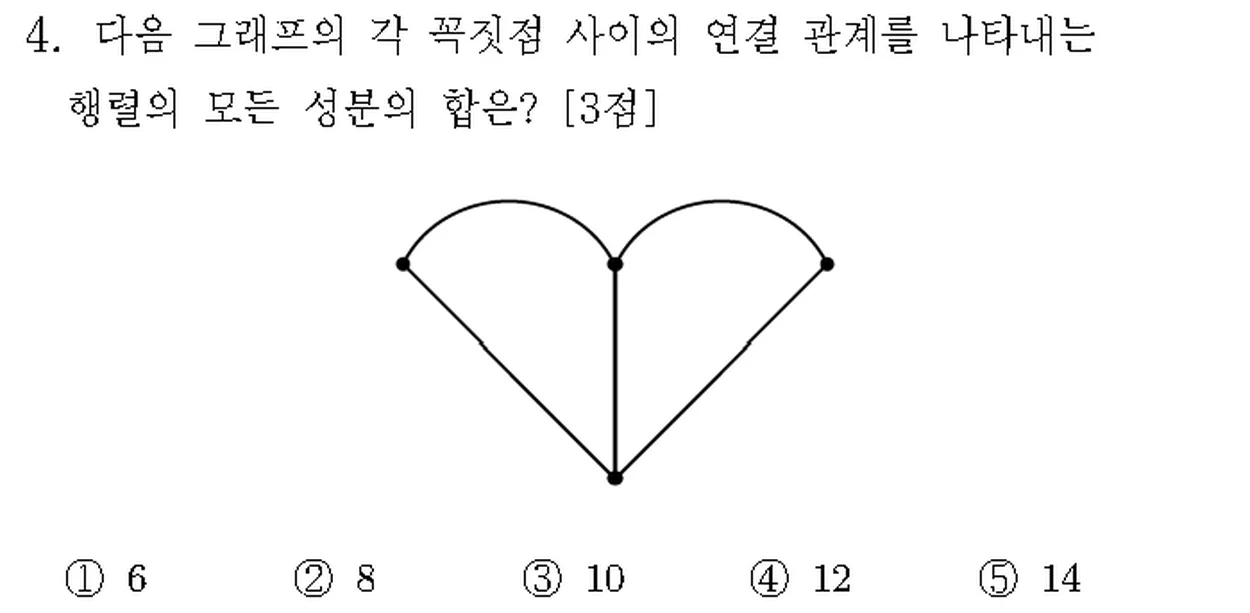 4. 다음 그래프의 각 꼭짓점 사이의 연결 관계를 나타내는
행렬의 모든 성분의 합은? [3점]
① 6 ② 8 ③ 10 ④ 12 ⑤ 14